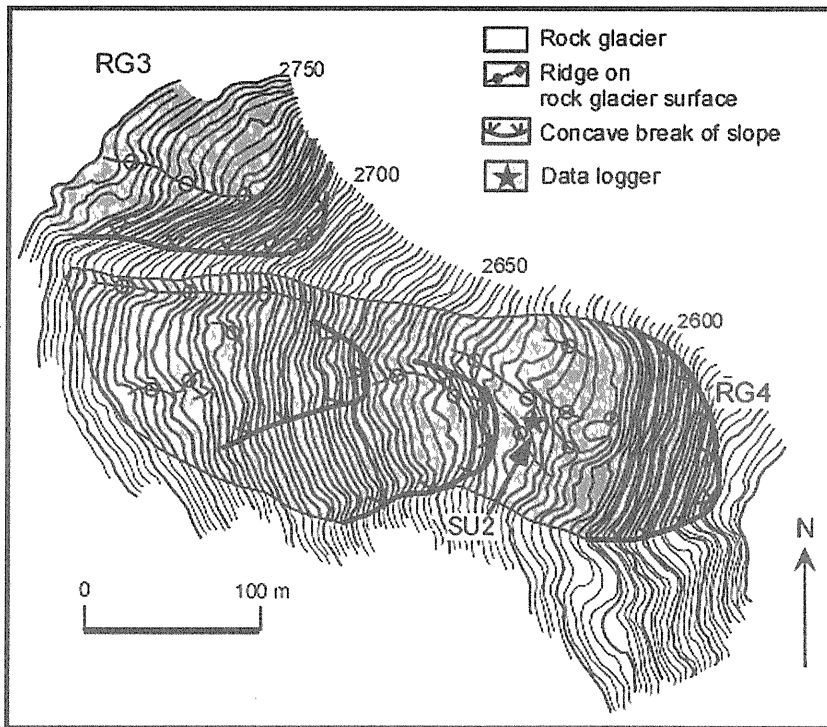 RG3
2750
Rock glacier
Ridge on
rock glacier surface
Concave break of slope
Data logger
2700
2650
2600
RG4
SU2
N
0 100 m